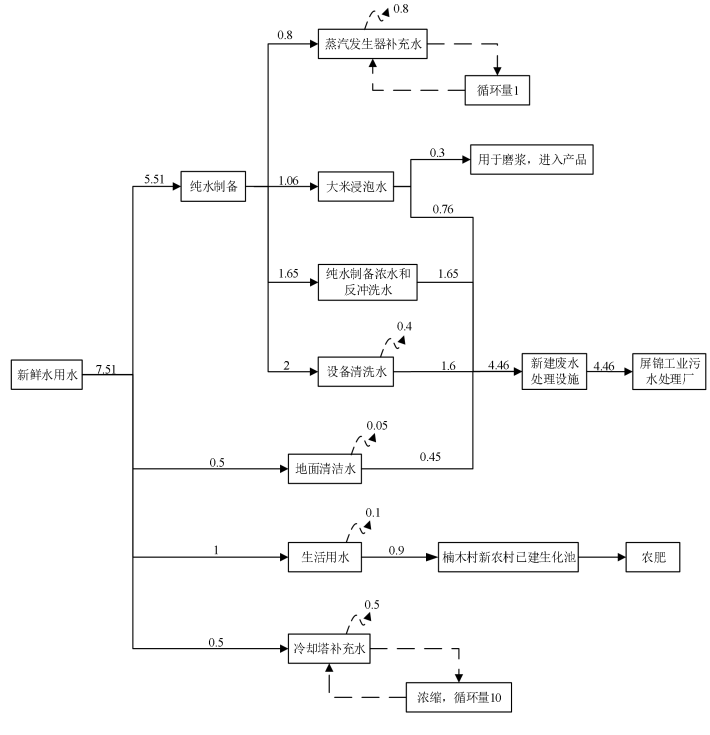 0.8
0.8
蒸汽发生器补充水
循环量1
5.51
纯水制备
1.06
大米浸泡水
0.3
用于磨浆，进入产品
0.76
1.65
纯水制备浓水和
反冲洗水
1.65
0.4
新鲜水用水
7.51
2
设备清洗水
1.6
4.46
新建废水
处理设施
4.46
屏锦工业污
水处理厂
0.05
0.5
地面清洁水
0.45
0.1
1
生活用水
0.9
楠木村新农村已建生化池
农肥
0.5
0.5
冷却塔补充水
浓缩，循环量10